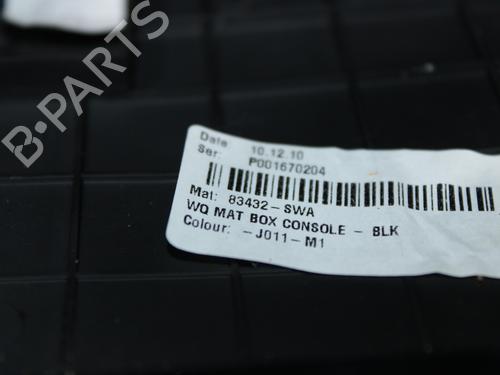 B-PARTS
Date 10.12.10
Ser: P001670204
Mat: 83432-SWA
WQ MAT BOX CONSOLE - BLK
Colour: -J011-M1